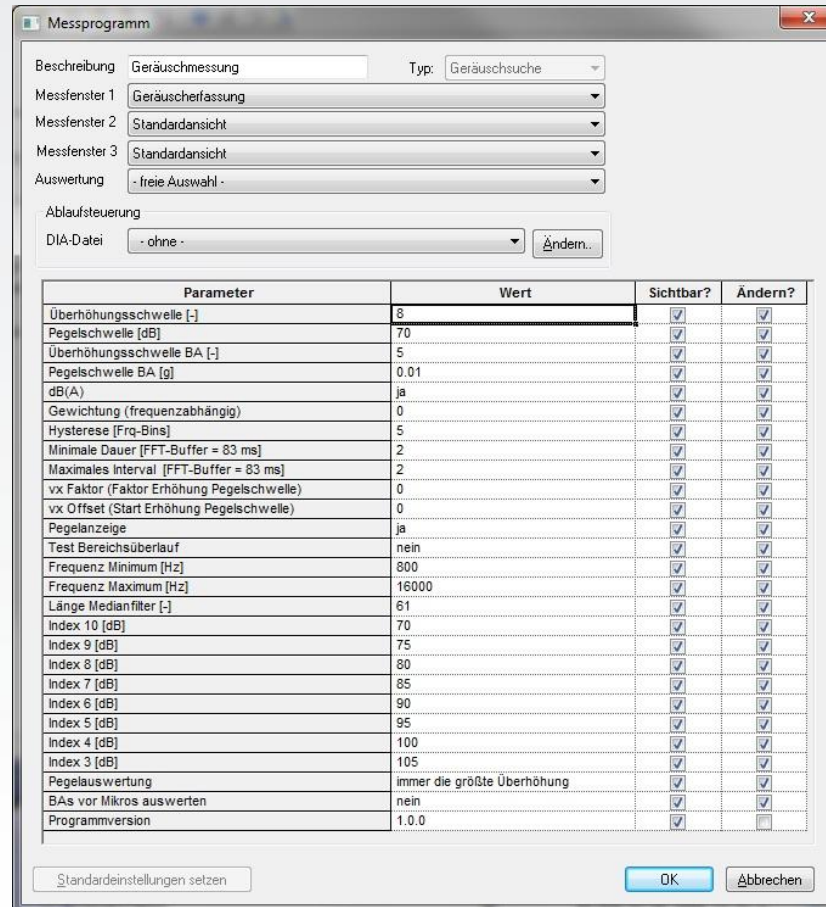 Messprogramm
Beschreibung Geräuschmessung Typ: Geräuschsuche
Messfenster 1 Geräuscherfassung
Messfenster 2 Standardansicht
Messfenster 3 Standardansicht
Auswertung - freie Auswahl -
Ablaufsteuerung
DIA-Datei - ohne - Ändern..
Parameter Wert Sichtbar? Ändern?
Überhöhungsschwelle [-] 8
Pegelschwelle [dB] 70
Überhöhungsschwelle BA [-] 5
Pegelschwelle BA [g] 0.01
dB(A) ja
Gewichtung (frequenzabhängig) 0
Hysterese [Frq-Bins] 5
Minimale Dauer [FFT-Buffer = 83 ms] 2
Maximales Interval [FFT-Buffer = 83 ms] 2
vx Faktor (Faktor Erhöhung Pegelschwelle) 0
vx Offset (Start Erhöhung Pegelschwelle) 0
Pegelanzeige ja
Test Bereichsüberlauf nein
Frequenz Minimum [Hz] 800
Frequenz Maximum [Hz] 16000
Länge Medianfilter [-] 61
Index 10 [dB] 70
Index 9 [dB] 75
Index 8 [dB] 80
Index 7 [dB] 85
Index 6 [dB] 90
Index 5 [dB] 95
Index 4 [dB] 100
Index 3 [dB] 105
Pegelauswertung immer die größte Überhöhung
BAs vor Mikros auswerten nein
Programmversion 1.0.0
Standardeinstellungen setzen OK Abbrechen